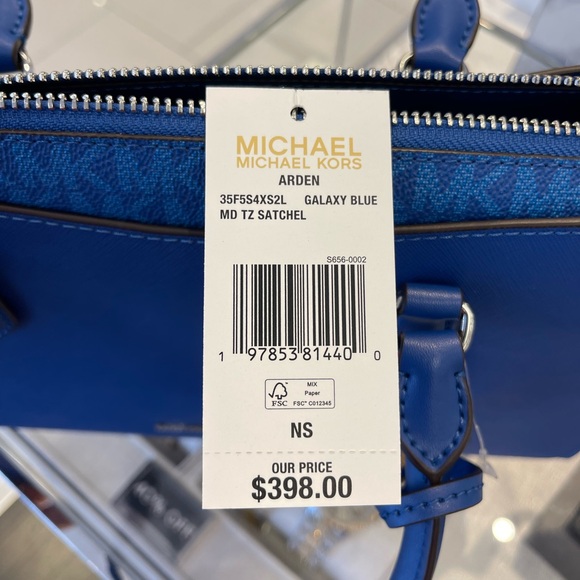 MICHAEL
MICHAEL KORS
ARDEN
35F5S4XS2L GALAXY BLUE
MD TZ SATCHEL
S656-0002
1 97853 81440 0
FSC
MIX
Paper
FSC® C012345
NS
OUR PRICE
$398.00